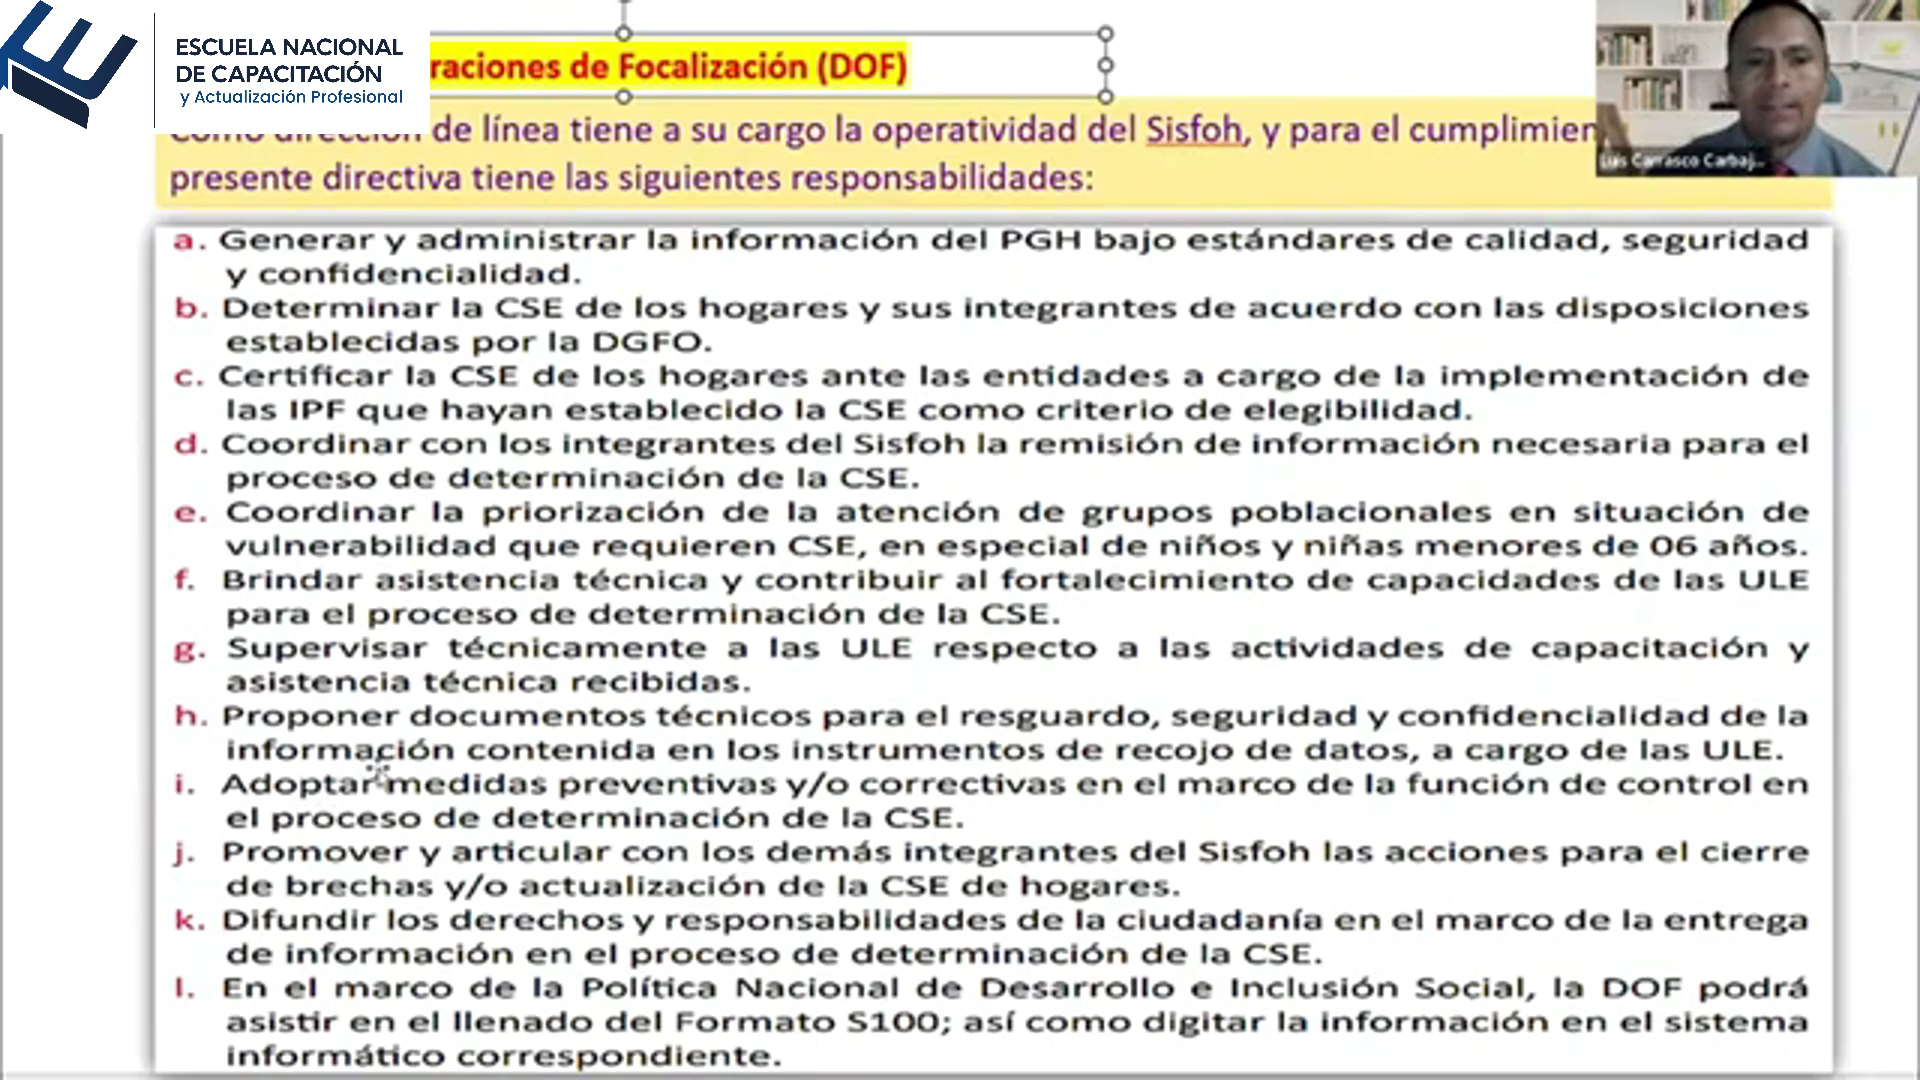 ESCUELA NACIONAL
DE CAPACITACIÓN
y Actualización Profesional
raciones de Focalización (DOF)
Como dirección de línea tiene a su cargo la operatividad del Sisfoh, y para el cumplimien
presente directiva tiene las siguientes responsabilidades:
Luis Carrasco Carbaj...
a. Generar y administrar la información del PGH bajo estándares de calidad, seguridad
y confidencialidad.
b. Determinar la CSE de los hogares y sus integrantes de acuerdo con las disposiciones
establecidas por la DGFO.
c. Certificar la CSE de los hogares ante las entidades a cargo de la implementación de
las IPF que hayan establecido la CSE como criterio de elegibilidad.
d. Coordinar con los integrantes del Sisfoh la remisión de información necesaria para el
proceso de determinación de la CSE.
e. Coordinar la priorización de la atención de grupos poblacionales en situación de
vulnerabilidad que requieren CSE, en especial de niños y niñas menores de 06 años.
f. Brindar asistencia técnica y contribuir al fortalecimiento de capacidades de las ULE
para el proceso de determinación de la CSE.
g. Supervisar técnicamente a las ULE respecto a las actividades de capacitación y
asistencia técnica recibidas.
h. Proponer documentos técnicos para el resguardo, seguridad y confidencialidad de la
información contenida en los instrumentos de recojo de datos, a cargo de las ULE.
i. Adoptar medidas preventivas y/o correctivas en el marco de la función de control en
el proceso de determinación de la CSE.
j. Promover y articular con los demás integrantes del Sisfoh las acciones para el cierre
de brechas y/o actualización de la CSE de hogares.
k. Difundir los derechos y responsabilidades de la ciudadanía en el marco de la entrega
de información en el proceso de determinación de la CSE.
l. En el marco de la Política Nacional de Desarrollo e Inclusión Social, la DOF podrá
asistir en el llenado del Formato S100; así como digitar la información en el sistema
informático correspondiente.